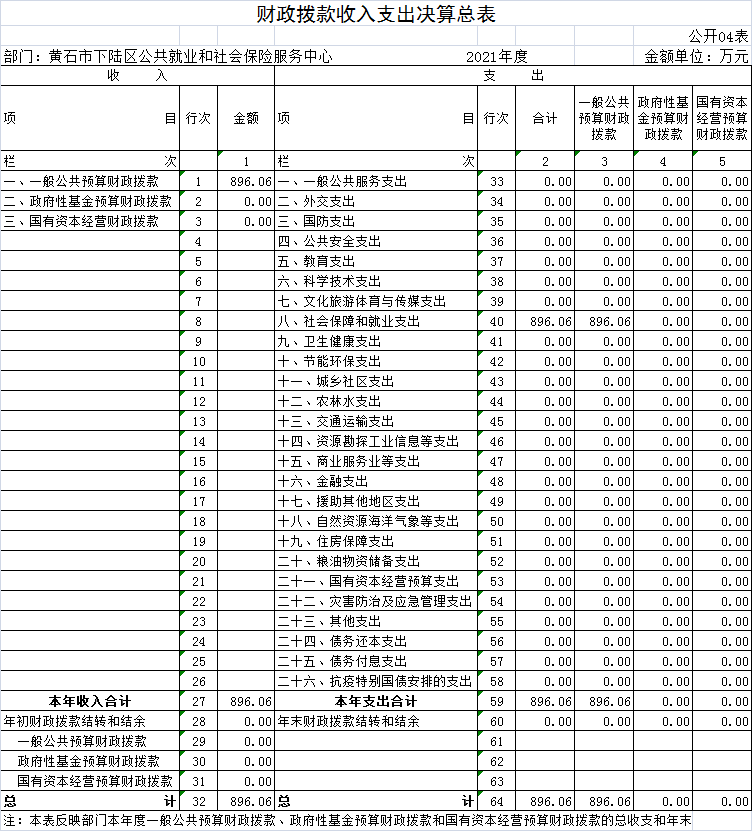 财政拨款收入支出决算总表
公开04表
部门：黄石市下陆区公共就业和社会保险服务中心 2021年度 金额单位：万元
收 入 支 出
项 目 行次 金额 项 目 行次 合计 一般公共预算财政拨款 政府性基金预算财政拨款 国有资本经营预算财政拨款
栏 次 1 栏 次 2 3 4 5
一、一般公共预算财政拨款 1 896.06 一、一般公共服务支出 33 0.00 0.00 0.00 0.00
二、政府性基金预算财政拨款 2 0.00 二、外交支出 34 0.00 0.00 0.00 0.00
三、国有资本经营财政拨款 3 0.00 三、国防支出 35 0.00 0.00 0.00 0.00
4 四、公共安全支出 36 0.00 0.00 0.00 0.00
5 五、教育支出 37 0.00 0.00 0.00 0.00
6 六、科学技术支出 38 0.00 0.00 0.00 0.00
7 七、文化旅游体育与传媒支出 39 0.00 0.00 0.00 0.00
8 八、社会保障和就业支出 40 896.06 896.06 0.00 0.00
9 九、卫生健康支出 41 0.00 0.00 0.00 0.00
10 十、节能环保支出 42 0.00 0.00 0.00 0.00
11 十一、城乡社区支出 43 0.00 0.00 0.00 0.00
12 十二、农林水支出 44 0.00 0.00 0.00 0.00
13 十三、交通运输支出 45 0.00 0.00 0.00 0.00
14 十四、资源勘探工业信息等支出 46 0.00 0.00 0.00 0.00
15 十五、商业服务业等支出 47 0.00 0.00 0.00 0.00
16 十六、金融支出 48 0.00 0.00 0.00 0.00
17 十七、援助其他地区支出 49 0.00 0.00 0.00 0.00
18 十八、自然资源海洋气象等支出 50 0.00 0.00 0.00 0.00
19 十九、住房保障支出 51 0.00 0.00 0.00 0.00
20 二十、粮油物资储备支出 52 0.00 0.00 0.00 0.00
21 二十一、国有资本经营预算支出 53 0.00 0.00 0.00 0.00
22 二十二、灾害防治及应急管理支出 54 0.00 0.00 0.00 0.00
23 二十三、其他支出 55 0.00 0.00 0.00 0.00
24 二十四、债务还本支出 56 0.00 0.00 0.00 0.00
25 二十五、债务付息支出 57 0.00 0.00 0.00 0.00
26 二十六、抗疫特别国债安排的支出 58 0.00 0.00 0.00 0.00
本年收入合计 27 896.06 本年支出合计 59 896.06 896.06 0.00 0.00
年初财政拨款结转和结余 28 0.00 年末财政拨款结转和结余 60 0.00 0.00 0.00 0.00
一般公共预算财政拨款 29 0.00 61
政府性基金预算财政拨款 30 0.00 62
国有资本经营预算财政拨款 31 0.00 63
总 计 32 896.06 总 计 64 896.06 896.06 0.00 0.00
注：本表反映部门本年度一般公共预算财政拨款、政府性基金预算财政拨款和国有资本经营预算财政拨款的总收支和年末